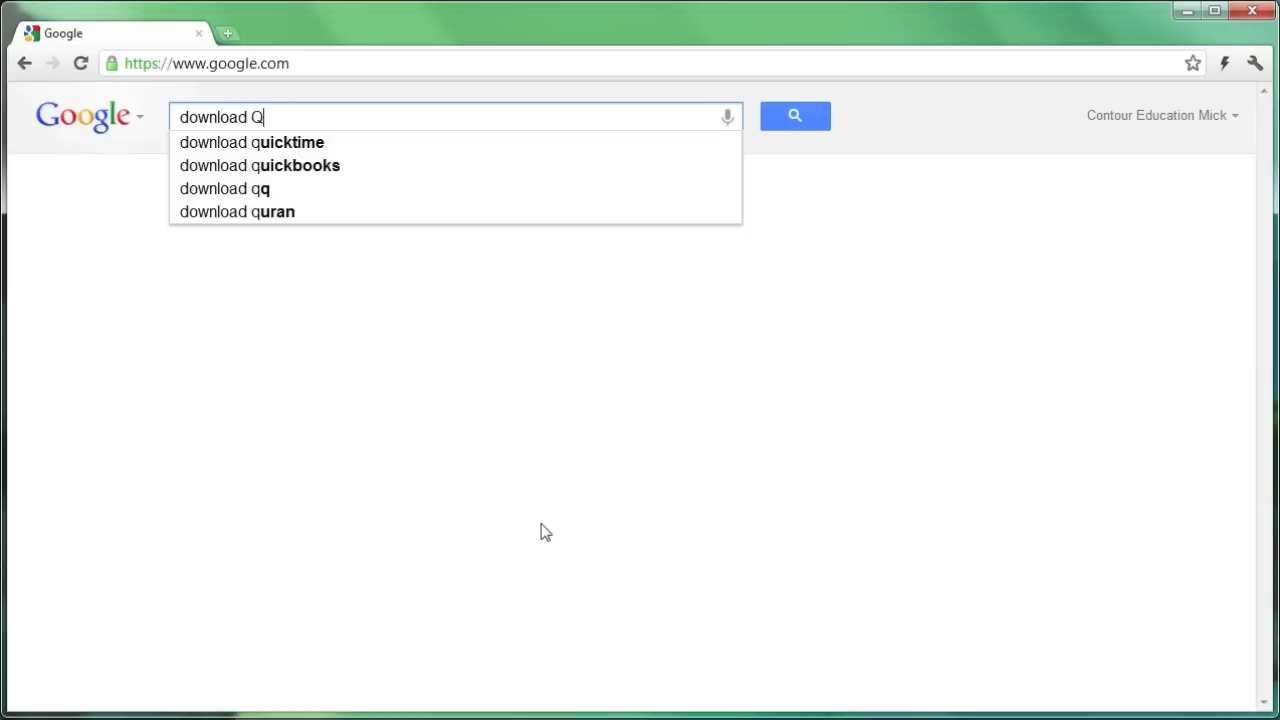 Google
https://www.google.com
Google
download Q
Contour Education Mick
download quicktime
download quickbooks
download qq
download quran